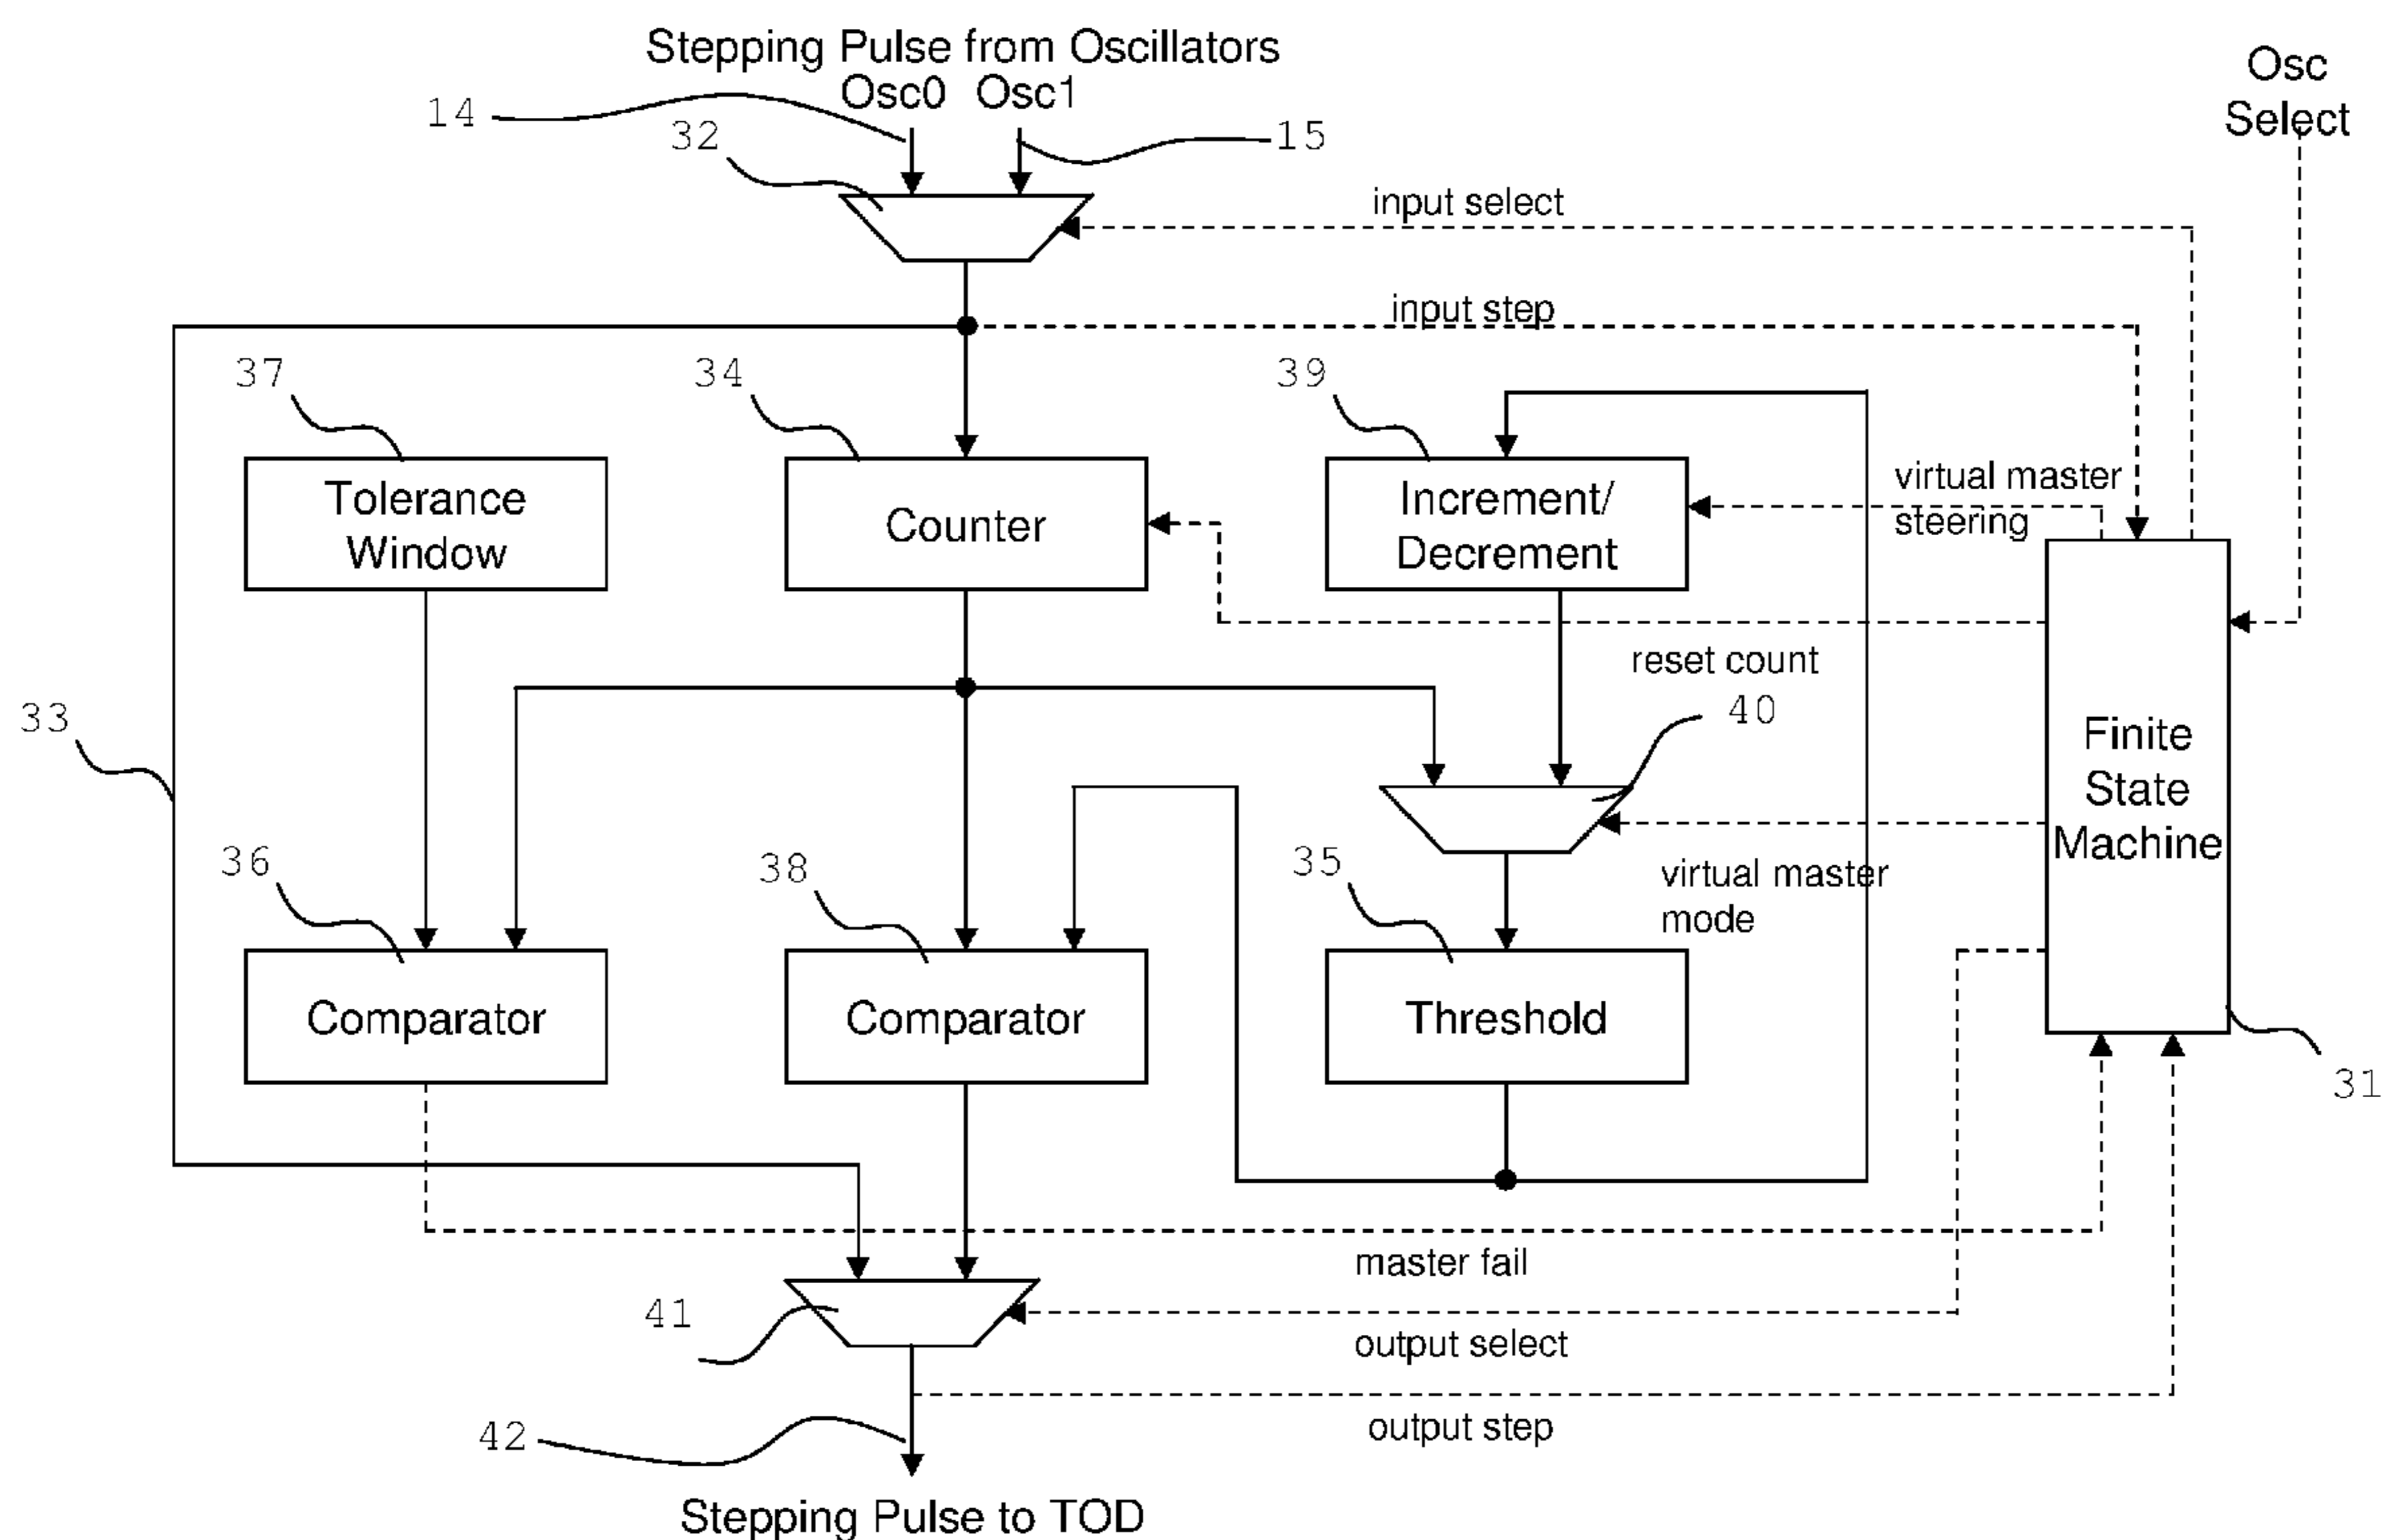 Stepping Pulse from Oscillators
Osc0 Osc1
Osc
Select
14
32
15
input select
input step
37
34
39
Tolerance
Window
Counter
Increment/
Decrement
virtual master
steering
reset count
33
40
Finite
State
Machine
36
38
35
virtual master
mode
Comparator
Comparator
Threshold
31
master fail
41
output select
42
output step
Stepping Pulse to TOD